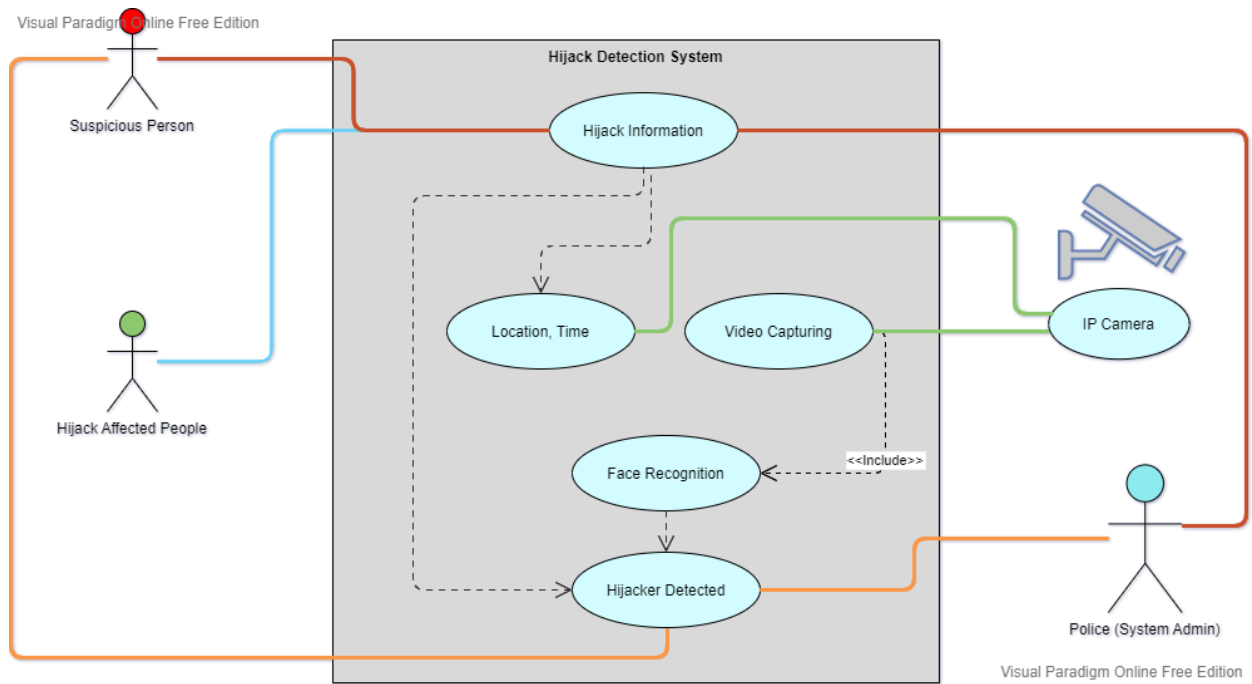 Visual Paradigm Online Free Edition
Hijack Detection System
Suspicious Person
Hijack Information
Location, Time
Video Capturing
IP Camera
Hijack Affected People
<<Include>>
Face Recognition
Hijacker Detected
Police (System Admin)
Visual Paradigm Online Free Edition